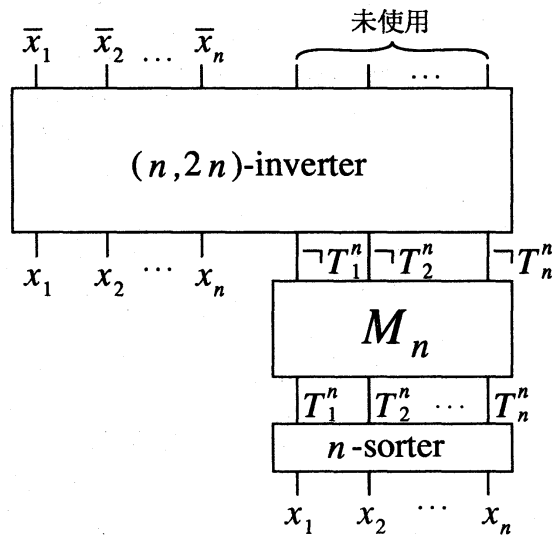 未使用
x̄₁ x̄₂ … x̄ₙ …
(n,2n)-inverter
x₁ x₂ … xₙ ¬T₁ⁿ ¬T₂ⁿ ¬Tₙⁿ
Mₙ
T₁ⁿ T₂ⁿ … Tₙⁿ
n-sorter
x₁ x₂ … xₙ